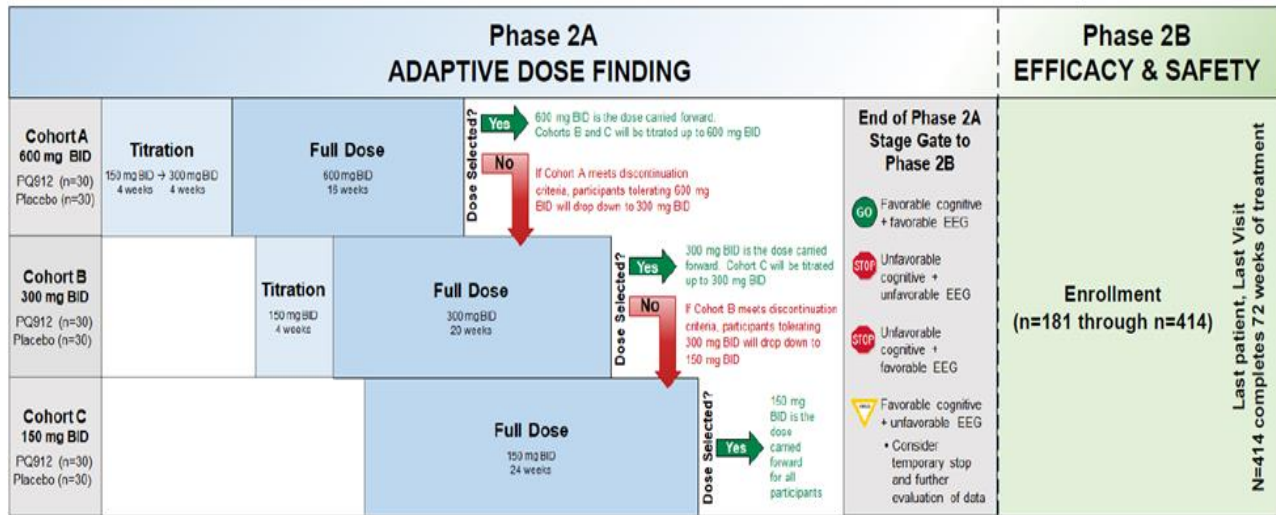 Phase 2A
ADAPTIVE DOSE FINDING
Phase 2B
EFFICACY & SAFETY
Cohort A
600 mg BID
PQ912 (n=30)
Placebo (n=30)
Titration
150 mg BID → 300 mg BID
4 weeks 4 weeks
Full Dose
600 mg BID
16 weeks
Dose Selected?
Yes
600 mg BID is the dose carried forward.
Cohorts B and C will be titrated up to 600 mg BID
No
If Cohort A meets discontinuation
criteria, participants tolerating 600 mg
BID will drop down to 300 mg BID
Cohort B
300 mg BID
PQ912 (n=30)
Placebo (n=30)
Titration
150 mg BID
4 weeks
Full Dose
300 mg BID
20 weeks
Dose Selected?
Yes
300 mg BID is the dose carried
forward. Cohort C will be titrated
up to 300 mg BID
No
If Cohort B meets discontinuation
criteria, participants tolerating
300 mg BID will drop down to
150 mg BID
Cohort C
150 mg BID
PQ912 (n=30)
Placebo (n=30)
Full Dose
150 mg BID
24 weeks
Dose Selected?
Yes
150 mg
BID is the
dose
carried
forward
for all
participants
End of Phase 2A
Stage Gate to
Phase 2B
GO
Favorable cognitive
+ favorable EEG
STOP
Unfavorable
cognitive +
unfavorable EEG
STOP
Unfavorable
cognitive +
favorable EEG
Favorable cognitive
+ unfavorable EEG
• Consider
temporary stop
and further
evaluation of data
Enrollment
(n=181 through n=414)
Last patient, Last Visit
N=414 completes 72 weeks of treatment